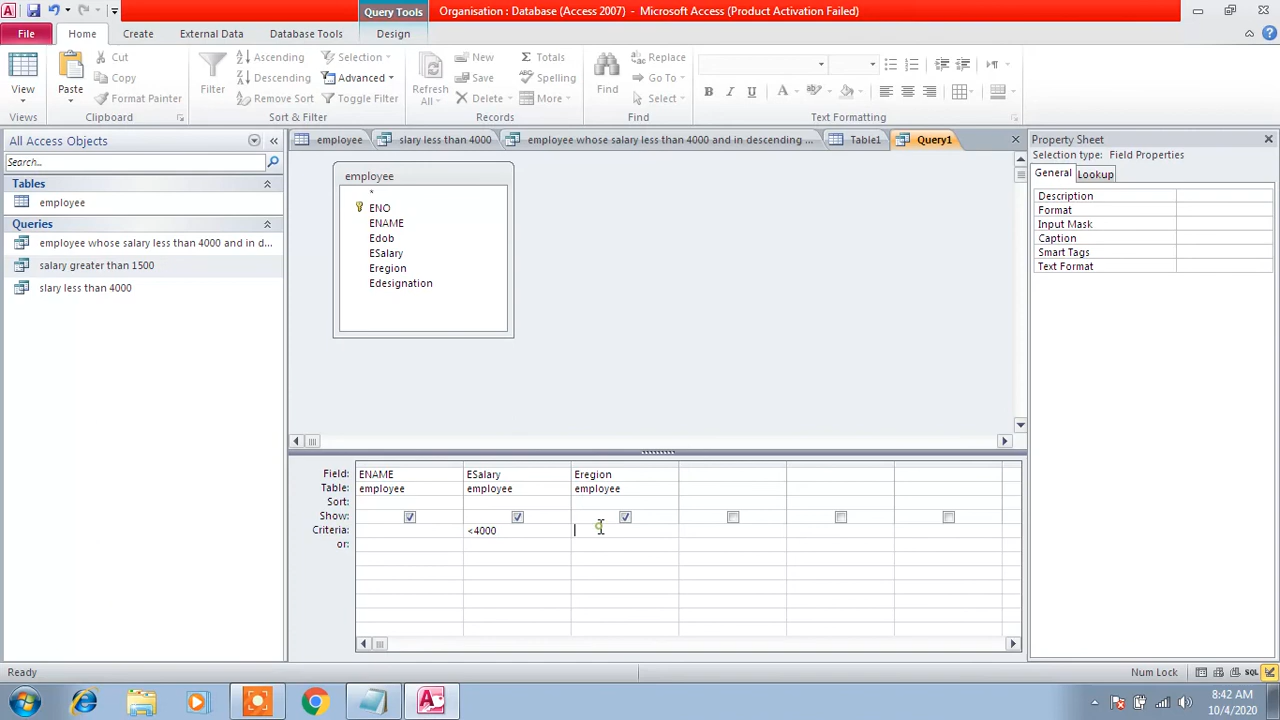 Query Tools
Organisation : Database (Access 2007) - Microsoft Access (Product Activation Failed)
File
Home
Create
External Data
Database Tools
Design
View
Views
Paste
Cut
Copy
Format Painter
Clipboard
Filter
Ascending
Descending
Remove Sort
Selection
Advanced
Toggle Filter
Sort & Filter
Refresh
All
New
Save
Delete
Totals
Spelling
More
Records
Find
Replace
Go To
Select
Find
B I U
A
Text Formatting
All Access Objects
Search...
Tables
employee
Queries
employee whose salary less than 4000 and in d...
salary greater than 1500
slary less than 4000
employee
slary less than 4000
employee whose salary less than 4000 and in descending ...
Table1
Query1
employee
*
ENO
ENAME
Edob
ESalary
Eregion
Edesignation
Field: ENAME ESalary Eregion
Table: employee employee employee
Sort:
Show:
Criteria: <4000
or:
Property Sheet
Selection type: Field Properties
General Lookup
Description
Format
Input Mask
Caption
Smart Tags
Text Format
Ready
Num Lock
SQL
8:42 AM
10/4/2020